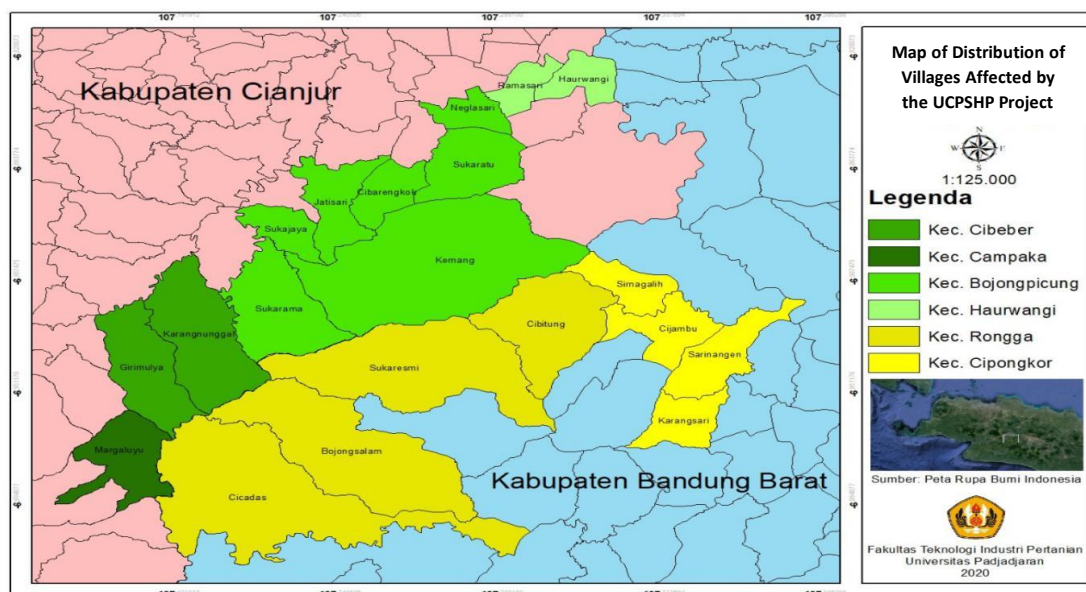 Kabupaten Cianjur
Ramasari
Haurwangi
Neglasari
Sukaratu
Cibarengkok
Jatisari
Sukajaya
Kemang
Sukarama
Sirnagalih
Cibitung
Cijambu
Sarinangen
Karangnunggal
Girimulya
Sukaresmi
Karangsari
Margaluyu
Bojongsalam
Cicadas
Kabupaten Bandung Barat
Map of Distribution of
Villages Affected by
the UCPSHP Project
N
W
E
S
1:125.000
Legenda
Kec. Cibeber
Kec. Campaka
Kec. Bojongpicung
Kec. Haurwangi
Kec. Rongga
Kec. Cipongkor
Sumber: Peta Rupa Bumi Indonesia
Fakultas Teknologi Industri Pertanian
Universitas Padjadjaran
2020